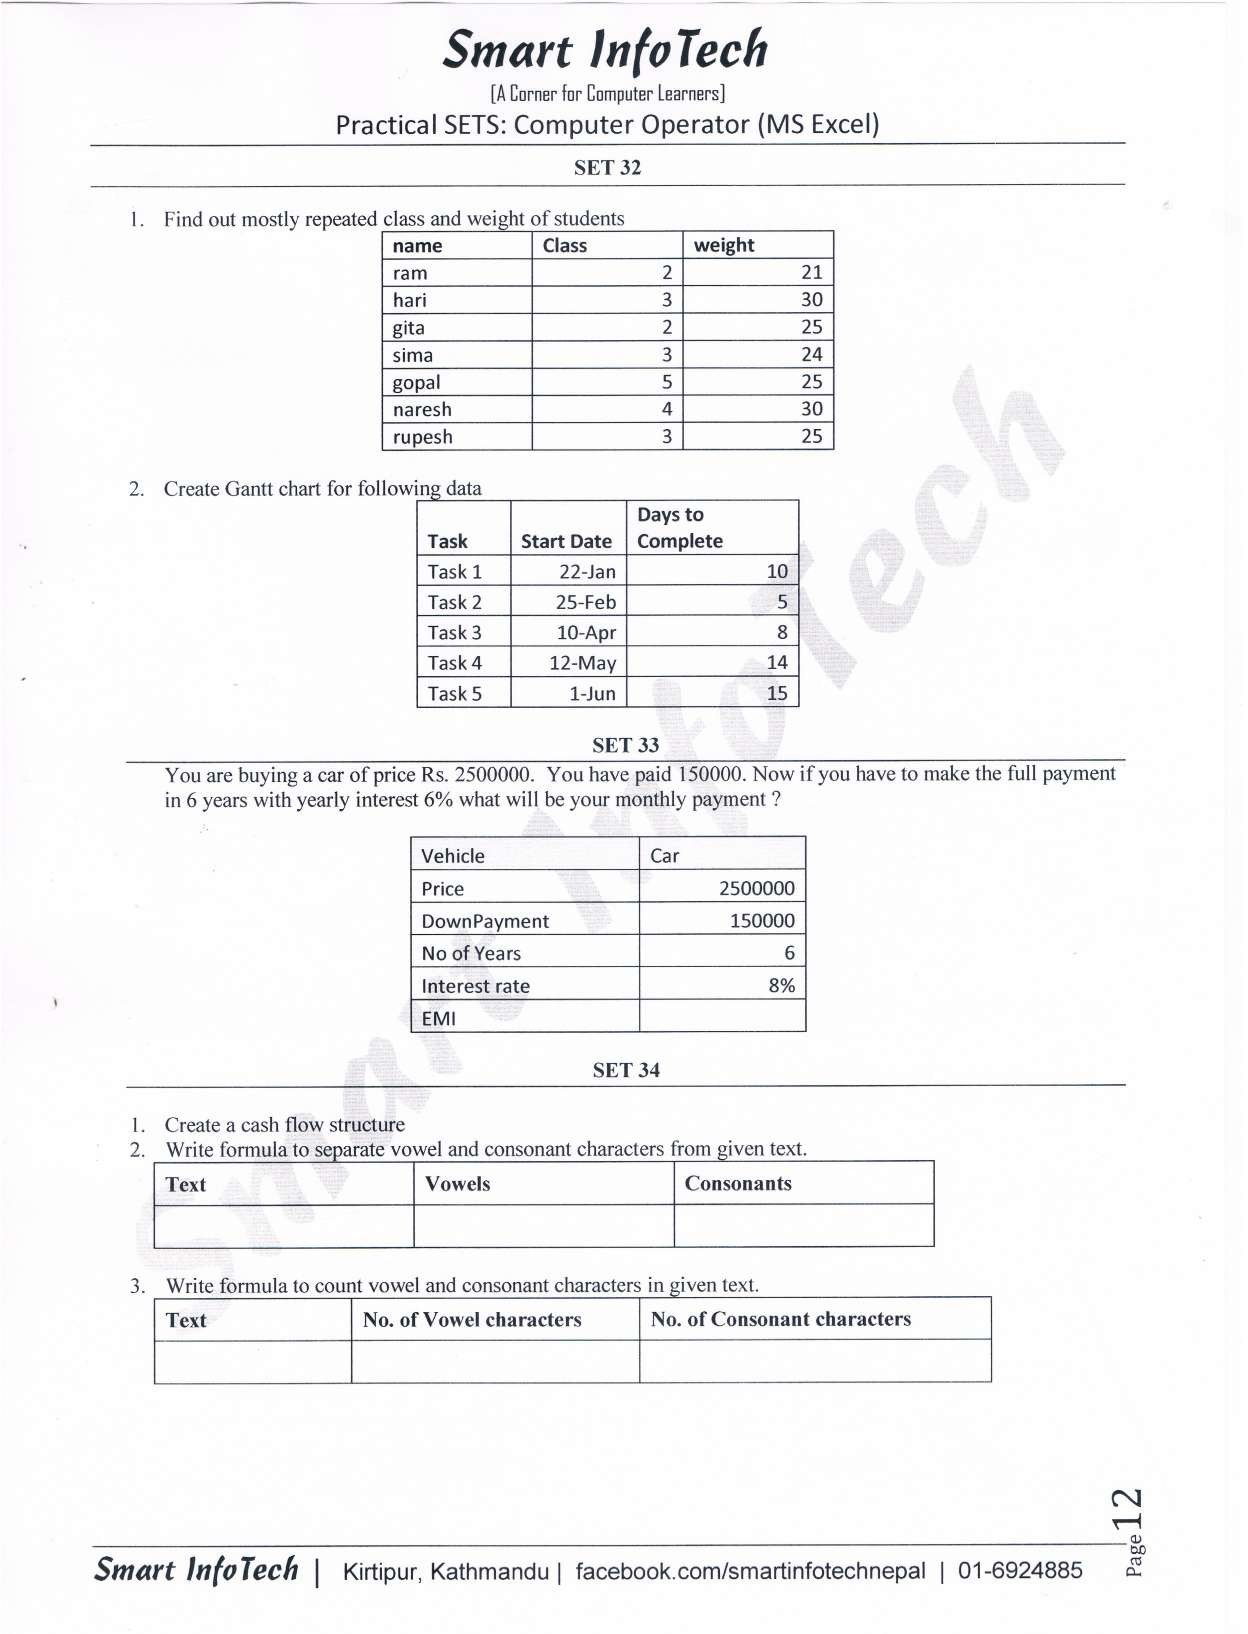 Smart InfoTech
[A Corner for Computer Learners]
Practical SETS: Computer Operator (MS Excel)
SET 32
1. Find out mostly repeated class and weight of students
name Class weight
ram 2 21
hari 3 30
gita 2 25
sima 3 24
gopal 5 25
naresh 4 30
rupesh 3 25
2. Create Gantt chart for following data
Days to
Task Start Date Complete
Task 1 22-Jan 10
Task 2 25-Feb 5
Task 3 10-Apr 8
Task 4 12-May 14
Task 5 1-Jun 15
SET 33
You are buying a car of price Rs. 2500000. You have paid 150000. Now if you have to make the full payment
in 6 years with yearly interest 6% what will be your monthly payment ?
Vehicle Car
Price 2500000
DownPayment 150000
No of Years 6
Interest rate 8%
EMI
SET 34
1. Create a cash flow structure
2. Write formula to separate vowel and consonant characters from given text.
Text Vowels Consonants
3. Write formula to count vowel and consonant characters in given text.
Text No. of Vowel characters No. of Consonant characters
Smart InfoTech
Page 12
Smart InfoTech | Kirtipur, Kathmandu | facebook.com/smartinfotechnepal | 01-6924885